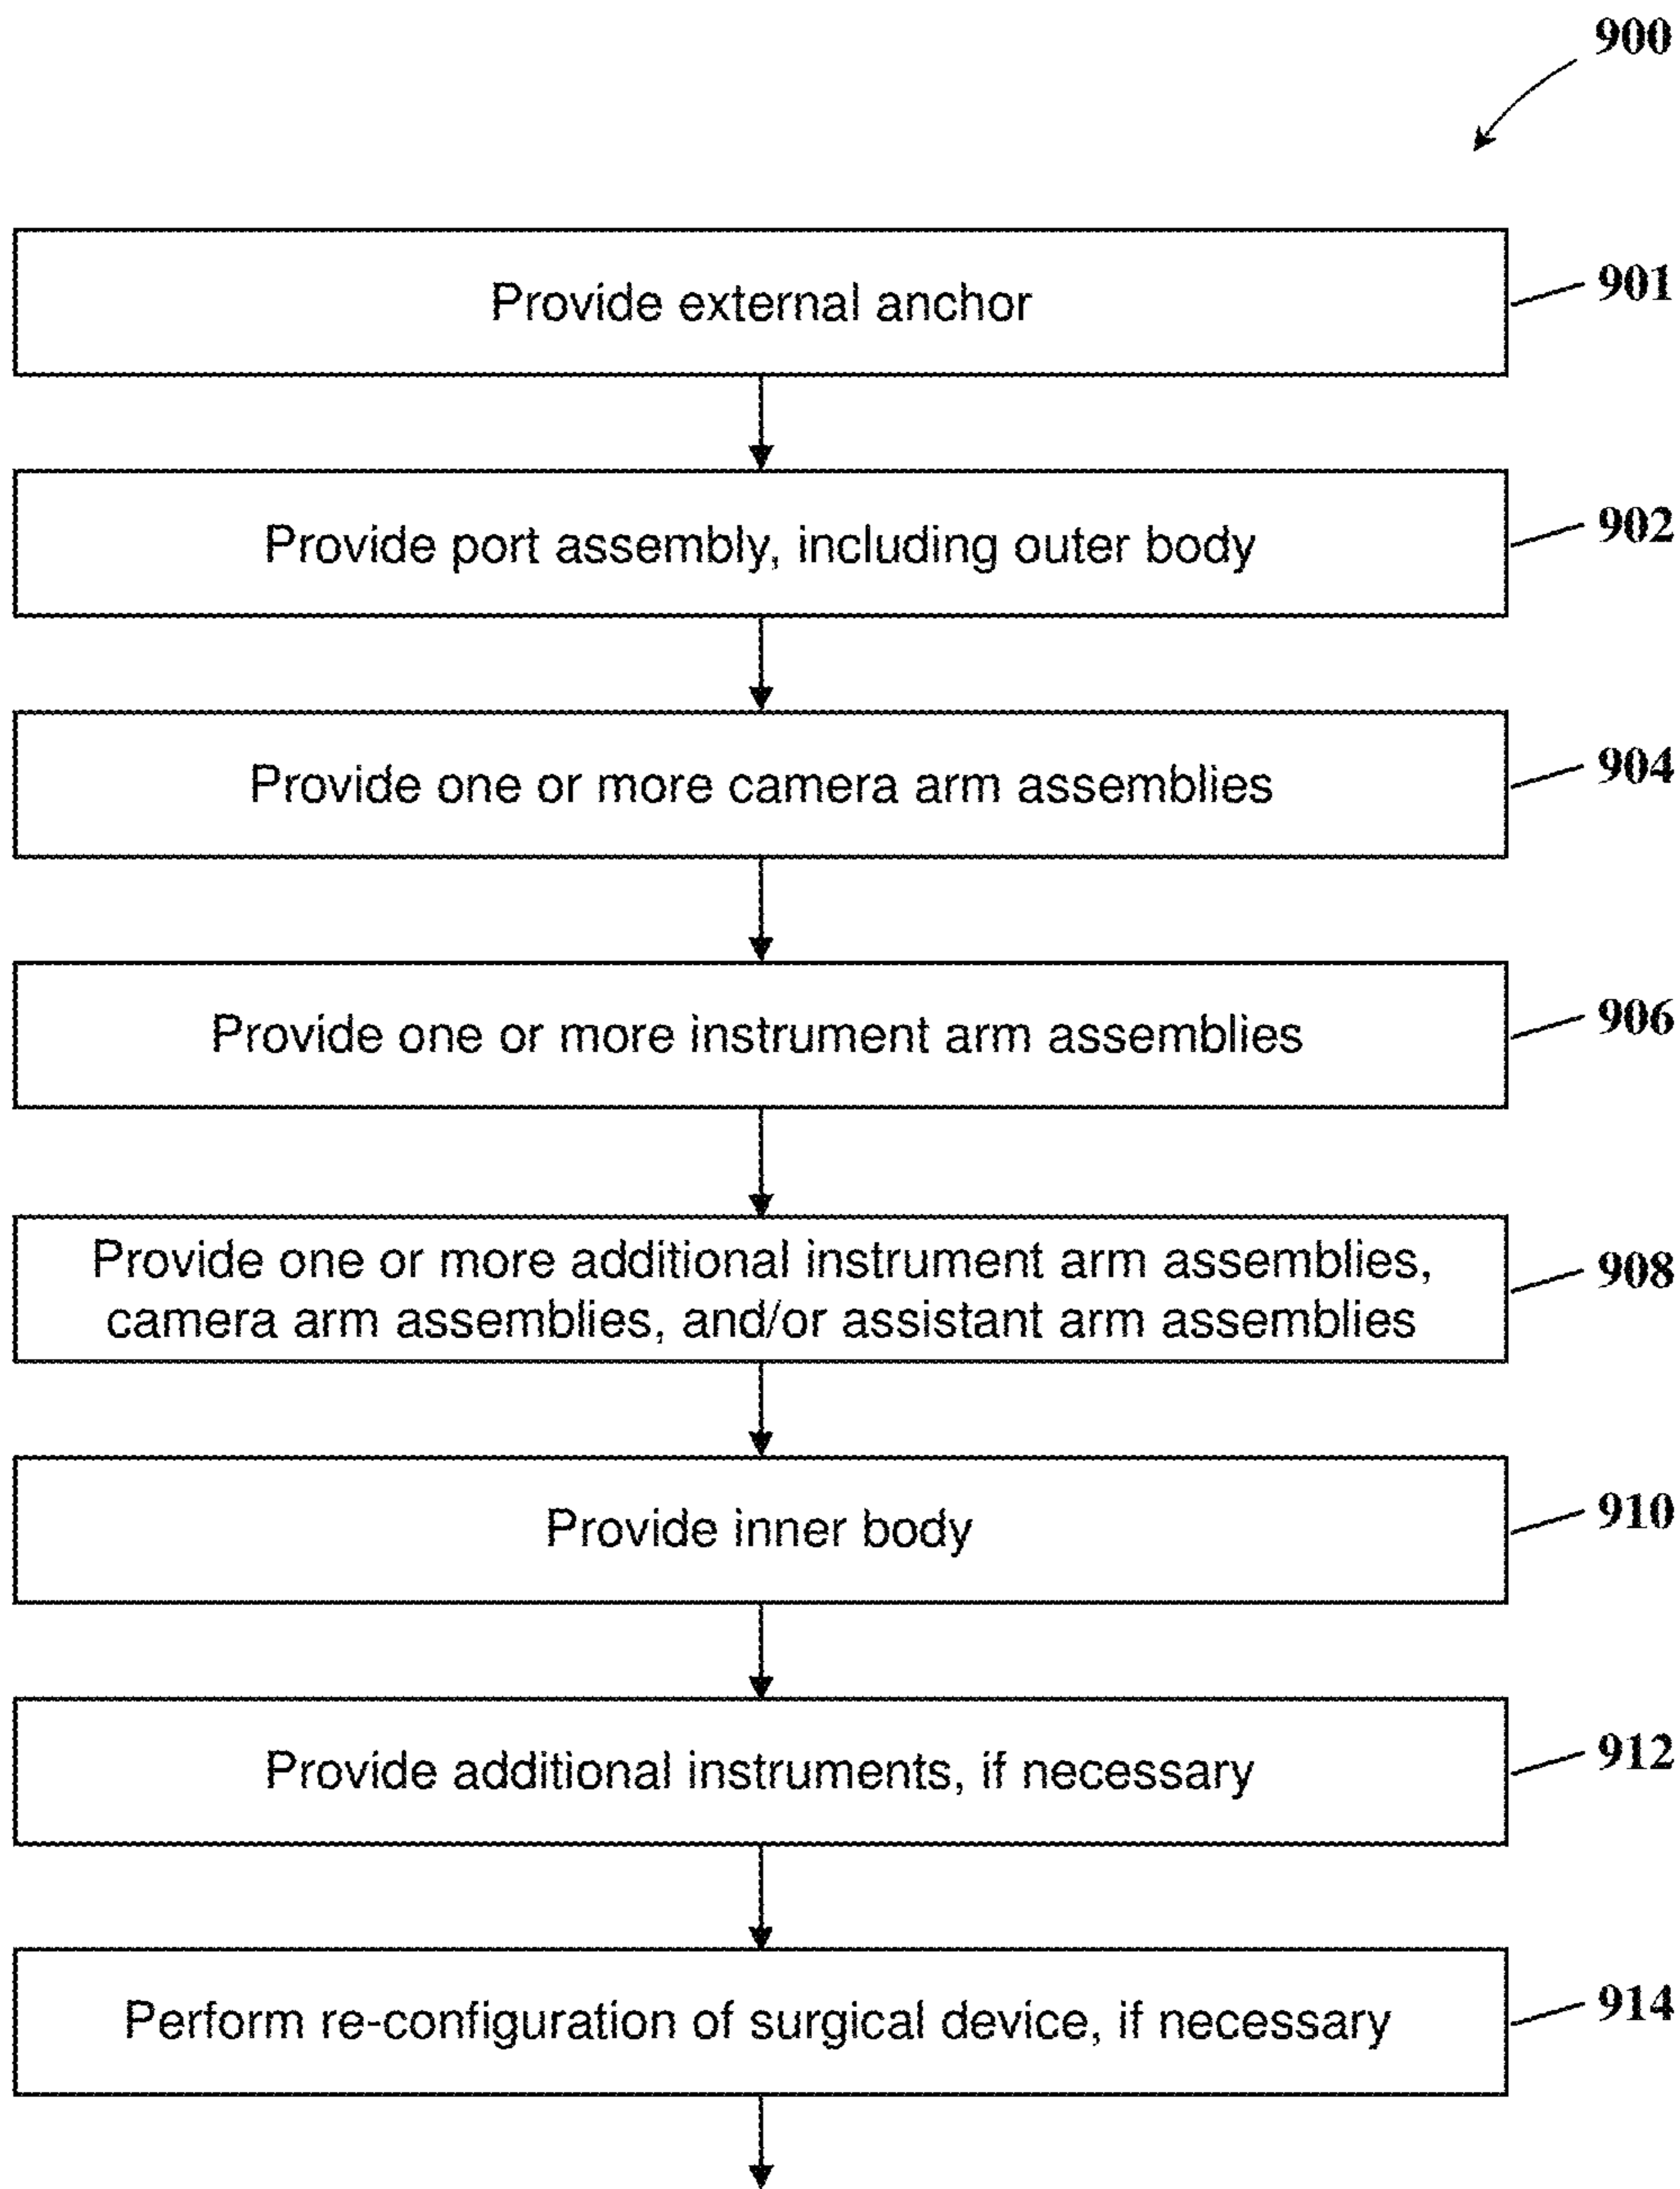 900
Provide external anchor
901
Provide port assembly, including outer body
902
Provide one or more camera arm assemblies
904
Provide one or more instrument arm assemblies
906
Provide one or more additional instrument arm assemblies,
camera arm assemblies, and/or assistant arm assemblies
908
Provide inner body
910
Provide additional instruments, if necessary
912
Perform re-configuration of surgical device, if necessary
914